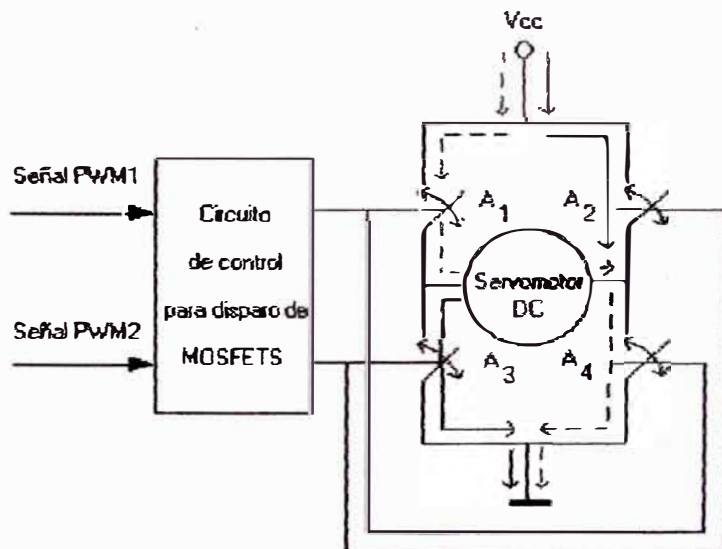 Vcc
Señal PWM1
Circuito
de control
para disparo de
MOSFETS
Señal PWM2
A1
A2
Servomotor
DC
A3
A4